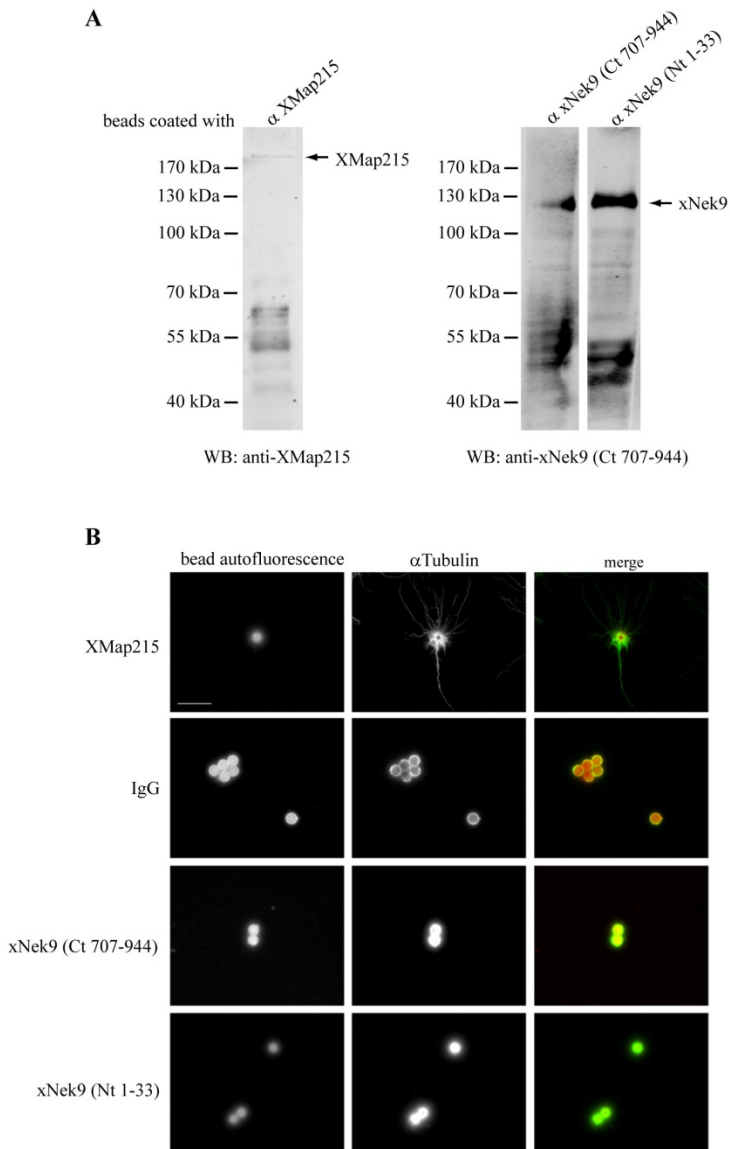 A
beads coated with
α XMap215
170 kDa
130 kDa
100 kDa
70 kDa
55 kDa
40 kDa
XMap215
WB: anti-XMap215
α xNek9 (Ct 707-944)
α xNek9 (Nt 1-33)
170 kDa
130 kDa
100 kDa
70 kDa
55 kDa
40 kDa
xNek9
WB: anti-xNek9 (Ct 707-944)
B
bead autofluorescence
αTubulin
merge
XMap215
IgG
xNek9 (Ct 707-944)
xNek9 (Nt 1-33)